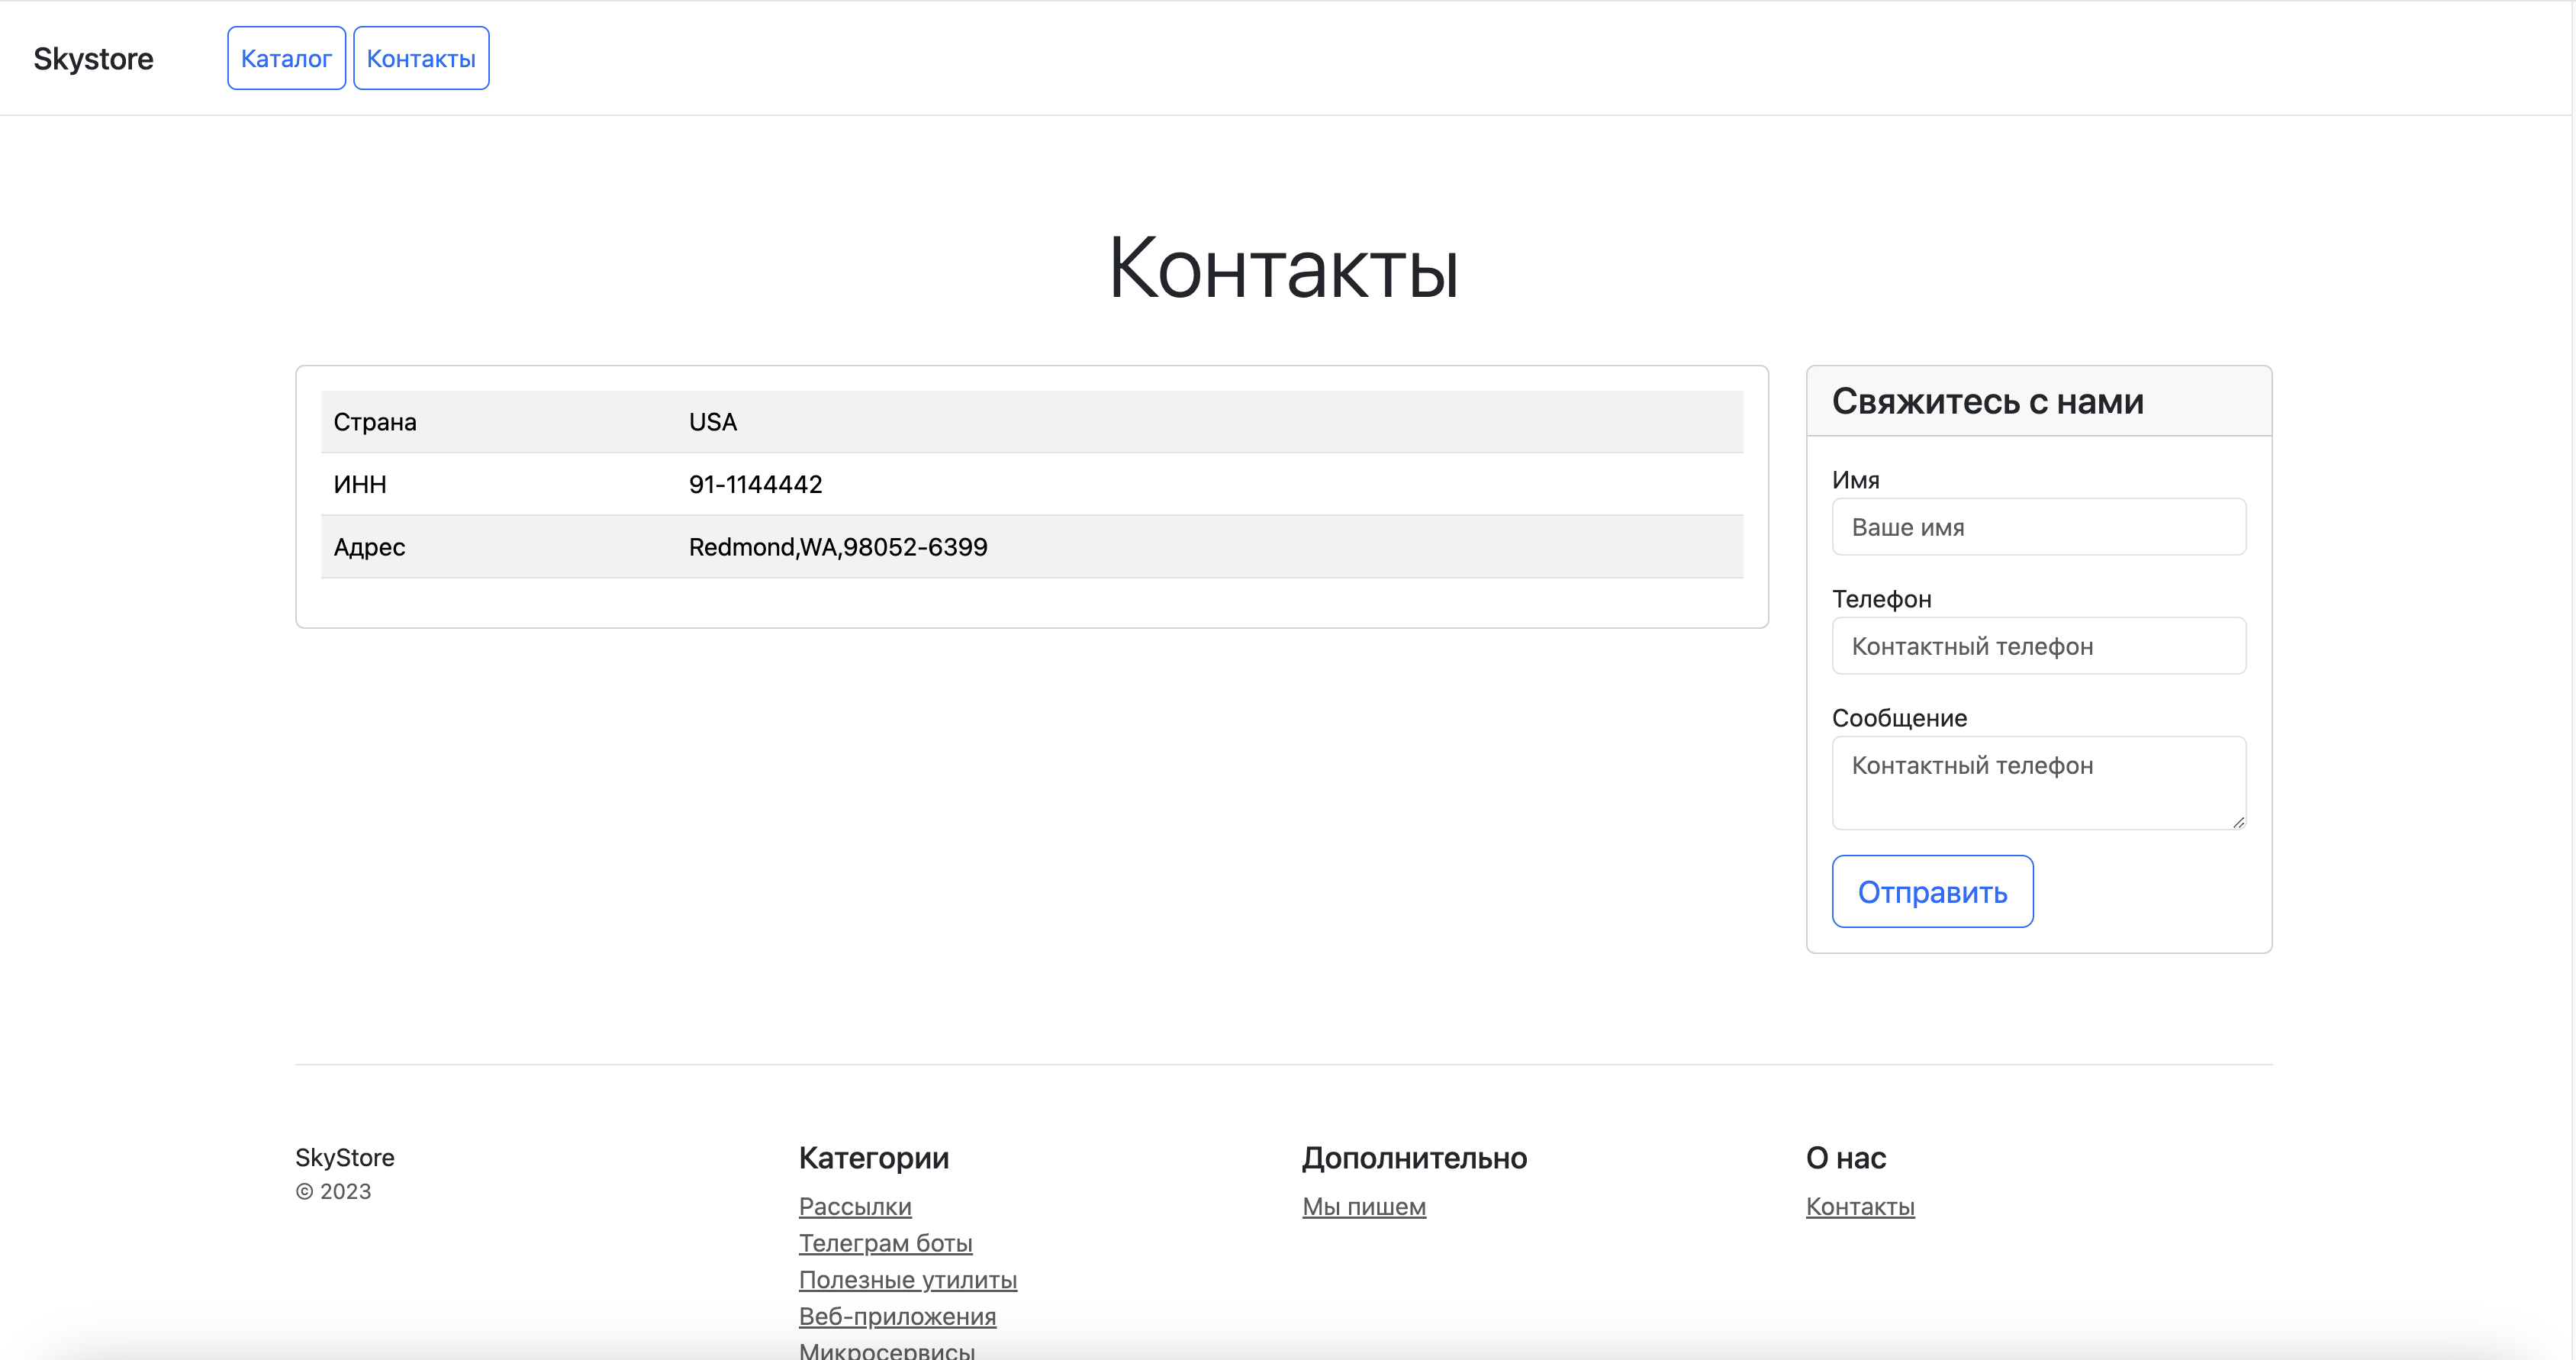 Skystore Каталог Контакты
Контакты
Страна USA
ИНН 91-1144442
Адрес Redmond,WA,98052-6399
Свяжитесь с нами
Имя
Ваше имя
Телефон
Контактный телефон
Сообщение
Контактный телефон
Отправить
SkyStore
© 2023
Категории
Рассылки
Телеграм боты
Полезные утилиты
Веб-приложения
Микросервисы
Дополнительно
Мы пишем
О нас
Контакты